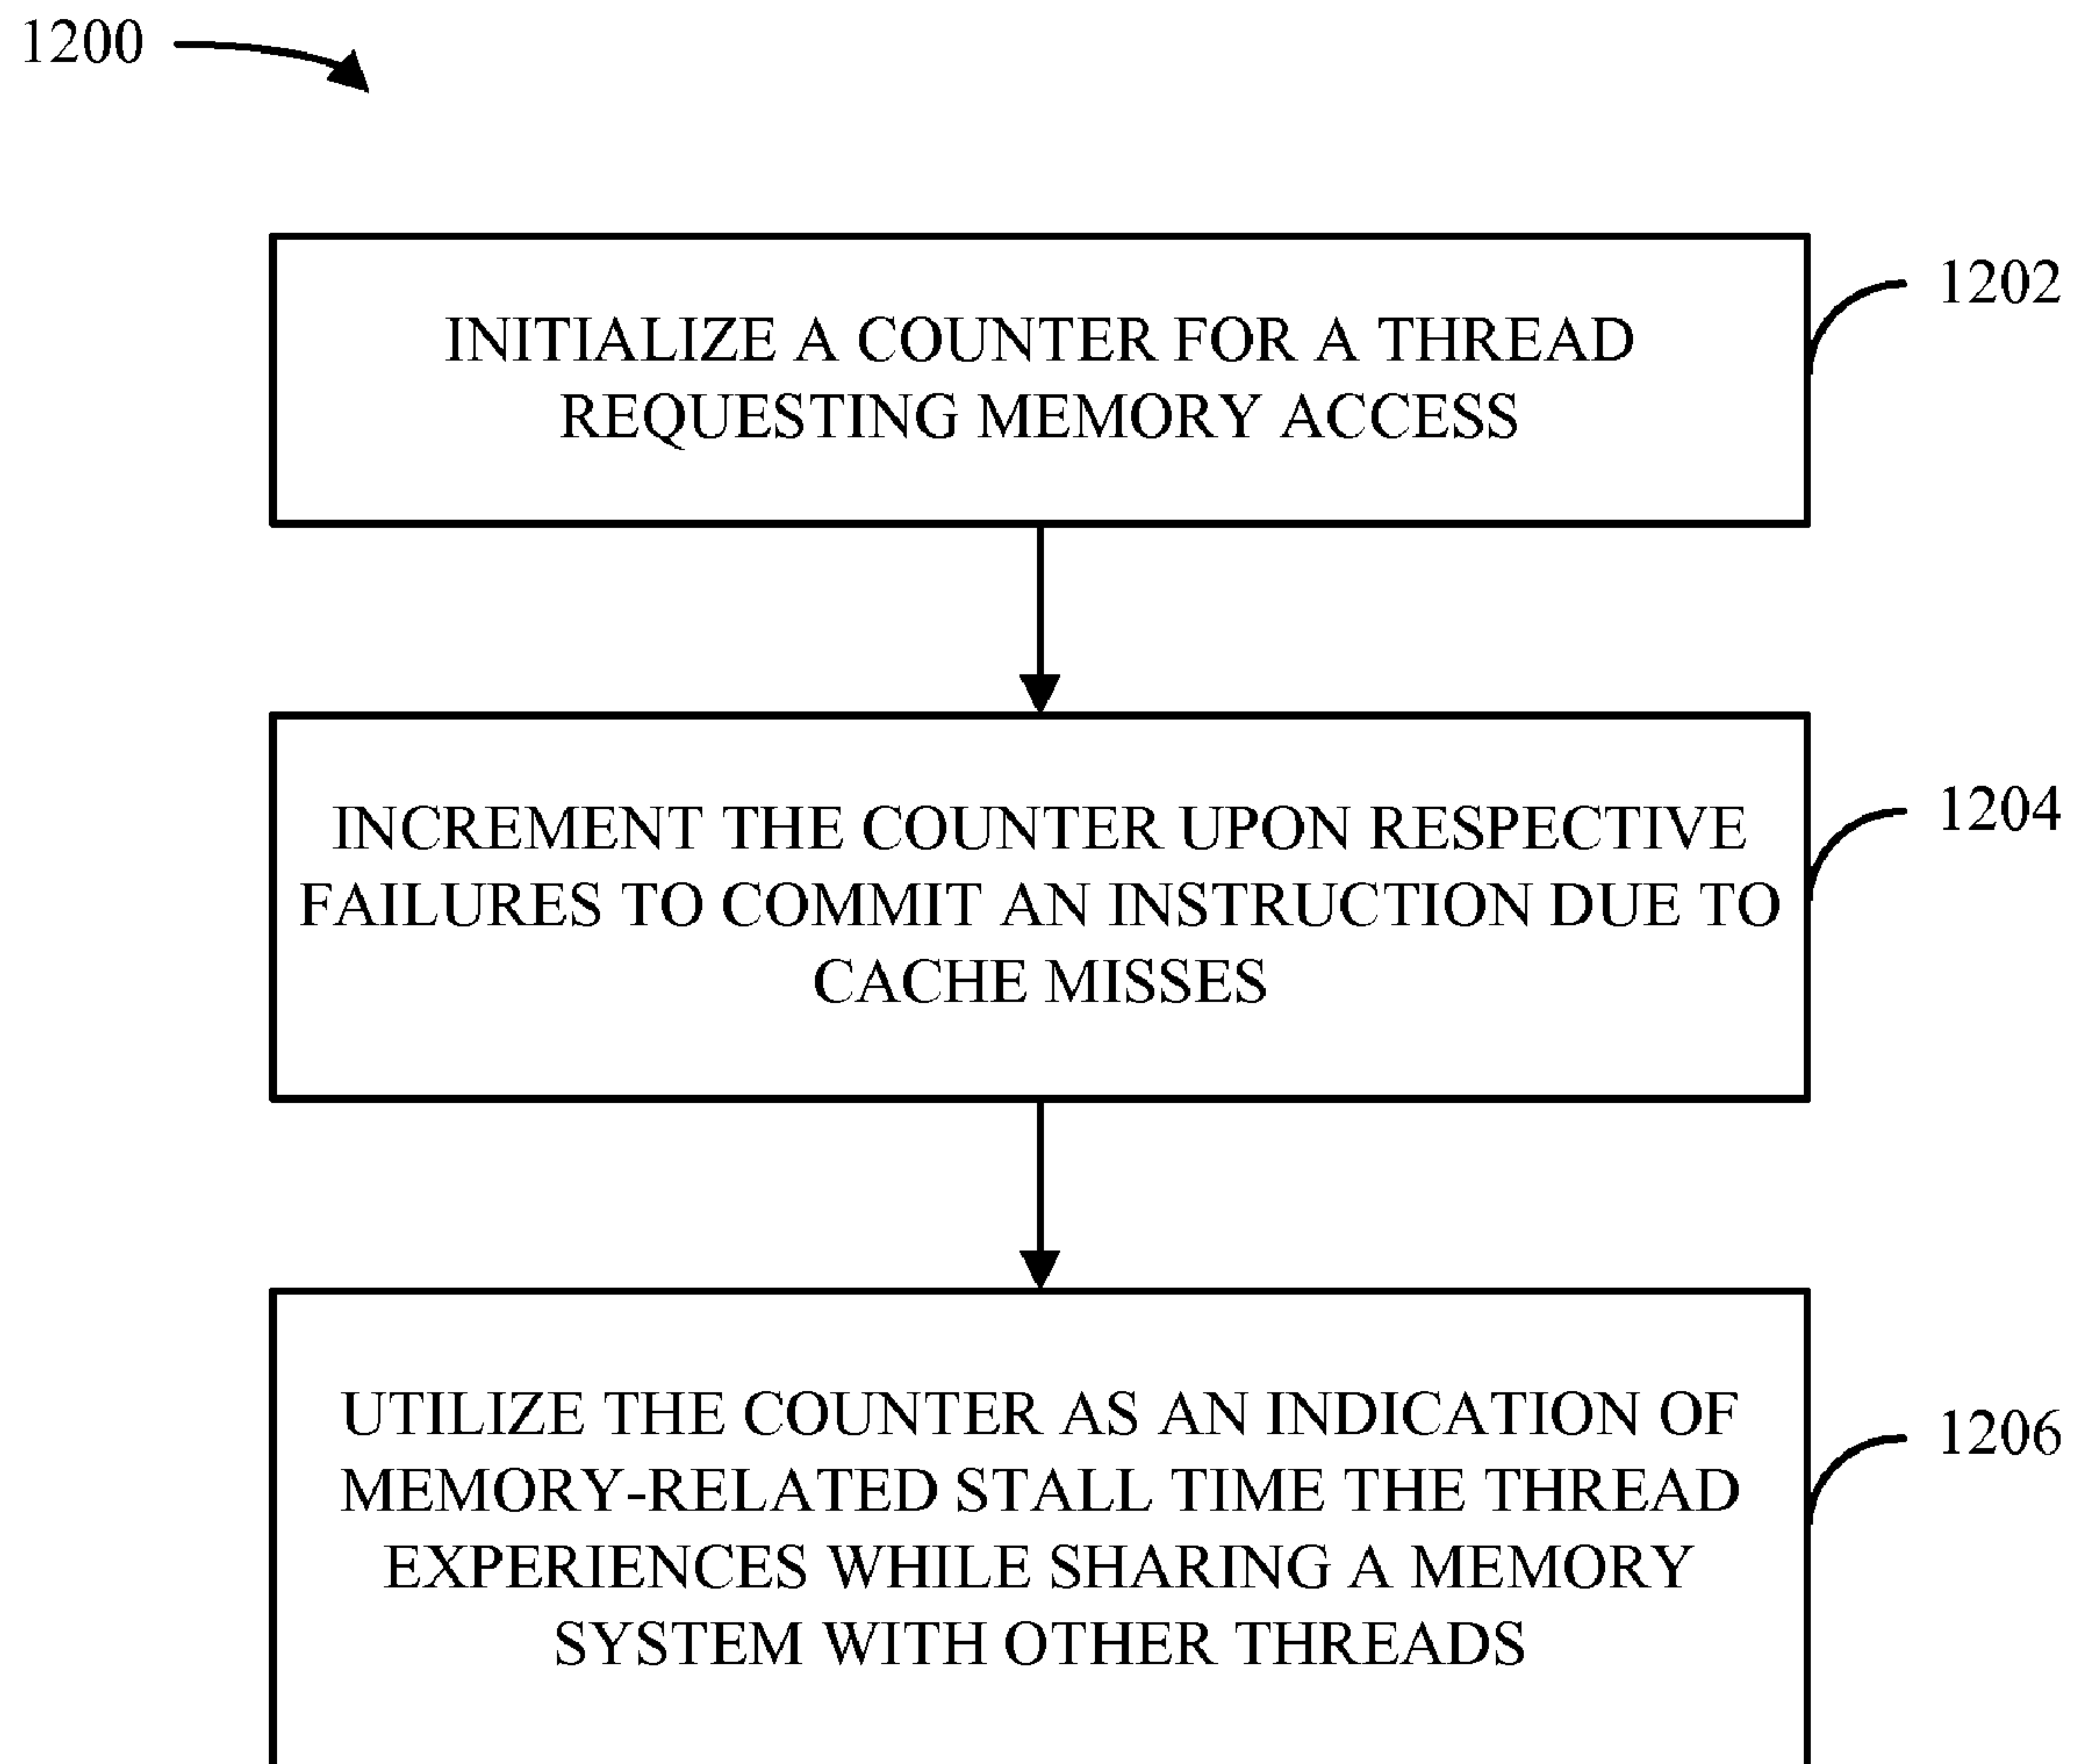 1200
1202
INITIALIZE A COUNTER FOR A THREAD
REQUESTING MEMORY ACCESS
1204
INCREMENT THE COUNTER UPON RESPECTIVE
FAILURES TO COMMIT AN INSTRUCTION DUE TO
CACHE MISSES
1206
UTILIZE THE COUNTER AS AN INDICATION OF
MEMORY-RELATED STALL TIME THE THREAD
EXPERIENCES WHILE SHARING A MEMORY
SYSTEM WITH OTHER THREADS